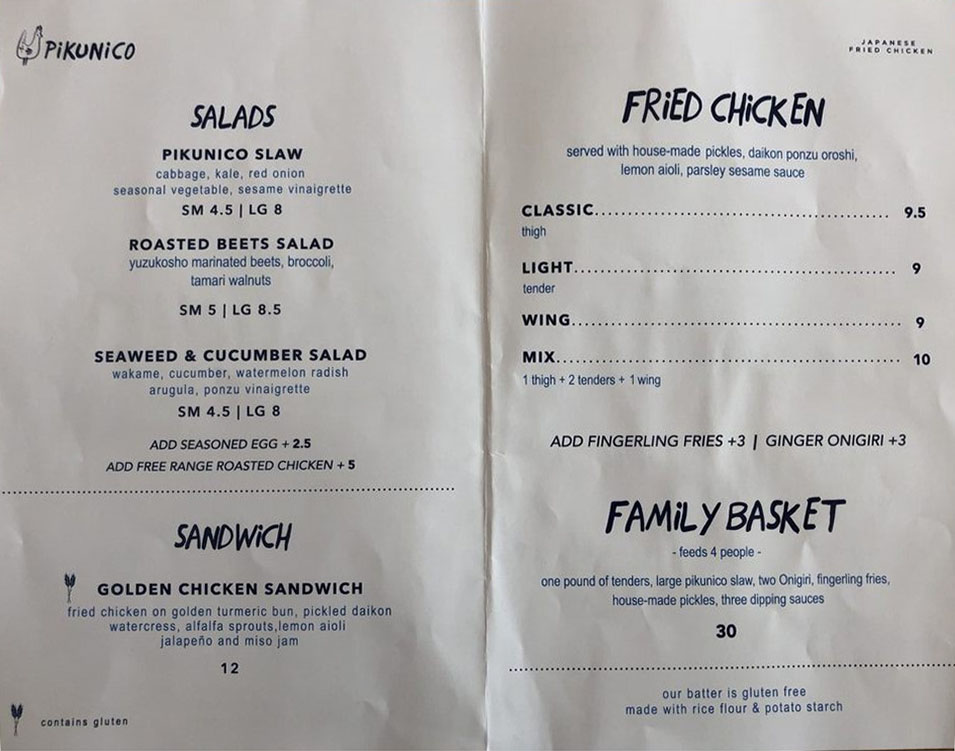 PiKUNiCO
JAPANESE
FRIED CHICKEN
SALADS
PIKUNICO SLAW
cabbage, kale, red onion
seasonal vegetable, sesame vinaigrette
SM 4.5 | LG 8
ROASTED BEETS SALAD
yuzukosho marinated beets, broccoli,
tamari walnuts
SM 5 | LG 8.5
SEAWEED & CUCUMBER SALAD
wakame, cucumber, watermelon radish
arugula, ponzu vinaigrette
SM 4.5 | LG 8
ADD SEASONED EGG + 2.5
ADD FREE RANGE ROASTED CHICKEN + 5
SANDWiCH
GOLDEN CHICKEN SANDWICH
fried chicken on golden turmeric bun, pickled daikon
watercress, alfalfa sprouts,lemon aioli
jalapeño and miso jam
12
contains gluten
FRiED CHiCKEN
served with house-made pickles, daikon ponzu oroshi,
lemon aioli, parsley sesame sauce
CLASSIC 9.5
thigh
LIGHT 9
tender
WING 9
MIX 10
1 thigh + 2 tenders + 1 wing
ADD FINGERLING FRIES +3 | GINGER ONIGIRI +3
FAMiLY BASKET
- feeds 4 people -
one pound of tenders, large pikunico slaw, two Onigiri, fingerling fries,
house-made pickles, three dipping sauces
30
our batter is gluten free
made with rice flour & potato starch